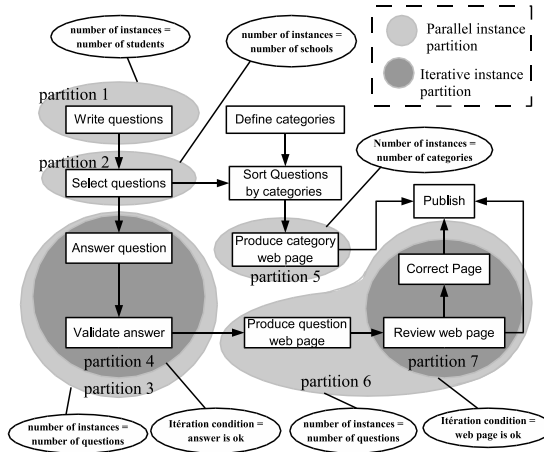 number of instances =
number of students
number of instances =
number of schools
Parallel instance
partition
Iterative instance
partition
partition 1
Write questions
Define categories
partition 2
Select questions
Sort Questions
by categories
Number of instances =
number of categories
Publish
Answer question
Produce category
web page
partition 5
Correct Page
Validate answer
Produce question
web page
Review web page
partition 4
partition 3
partition 7
partition 6
number of instances =
number of questions
Itération condition =
answer is ok
number of instances =
number of questions
Itération condition =
web page is ok